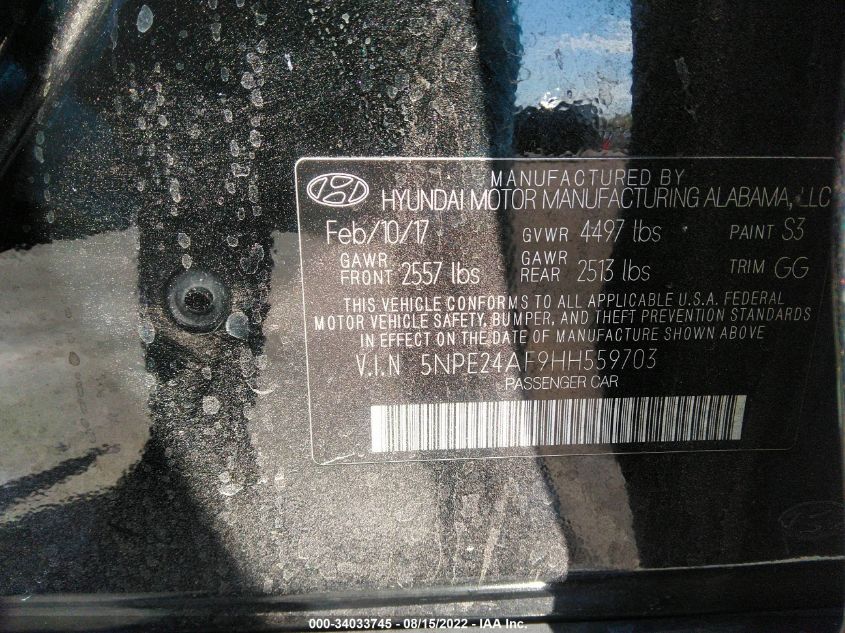 MANUFACTURED BY
HYUNDAI MOTOR MANUFACTURING ALABAMA, LLC
Feb/10/17 GVWR 4497 lbs PAINT S3
GAWR FRONT 2557 lbs GAWR REAR 2513 lbs TRIM GG
THIS VEHICLE CONFORMS TO ALL APPLICABLE U.S.A. FEDERAL
MOTOR VEHICLE SAFETY, BUMPER, AND THEFT PREVENTION STANDARDS
IN EFFECT ON THE DATE OF MANUFACTURE SHOWN ABOVE
V.I.N 5NPE24AF9HH559703
PASSENGER CAR
000-34033745 - 08/15/2022 - IAA Inc.